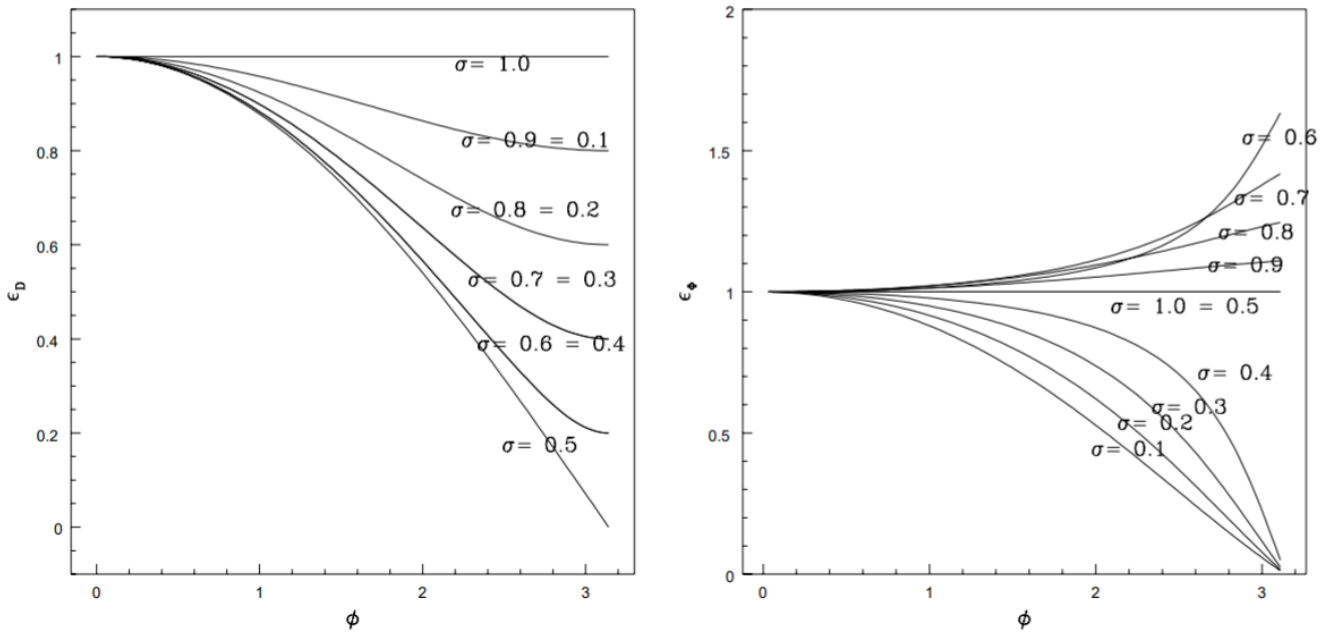 1
0.8
0.6
0.4
0.2
0
σ= 1.0
σ= 0.9 = 0.1
σ= 0.8 = 0.2
σ= 0.7 = 0.3
σ= 0.6 = 0.4
σ= 0.5
ϵD
0 1 2 3
ϕ
2
1.5
1
0.5
0
σ= 0.6
σ= 0.7
σ= 0.8
σ= 0.9
σ= 1.0 = 0.5
σ= 0.4
σ= 0.3
σ= 0.2
σ= 0.1
ϵΦ
0 1 2 3
ϕ